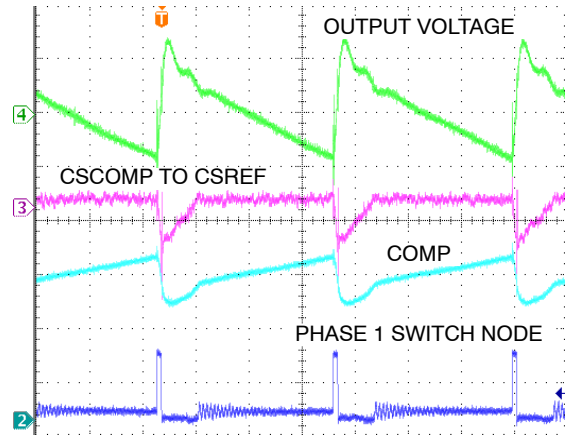 T
OUTPUT VOLTAGE
4
CSCOMP TO CSREF
3
COMP
PHASE 1 SWITCH NODE
2